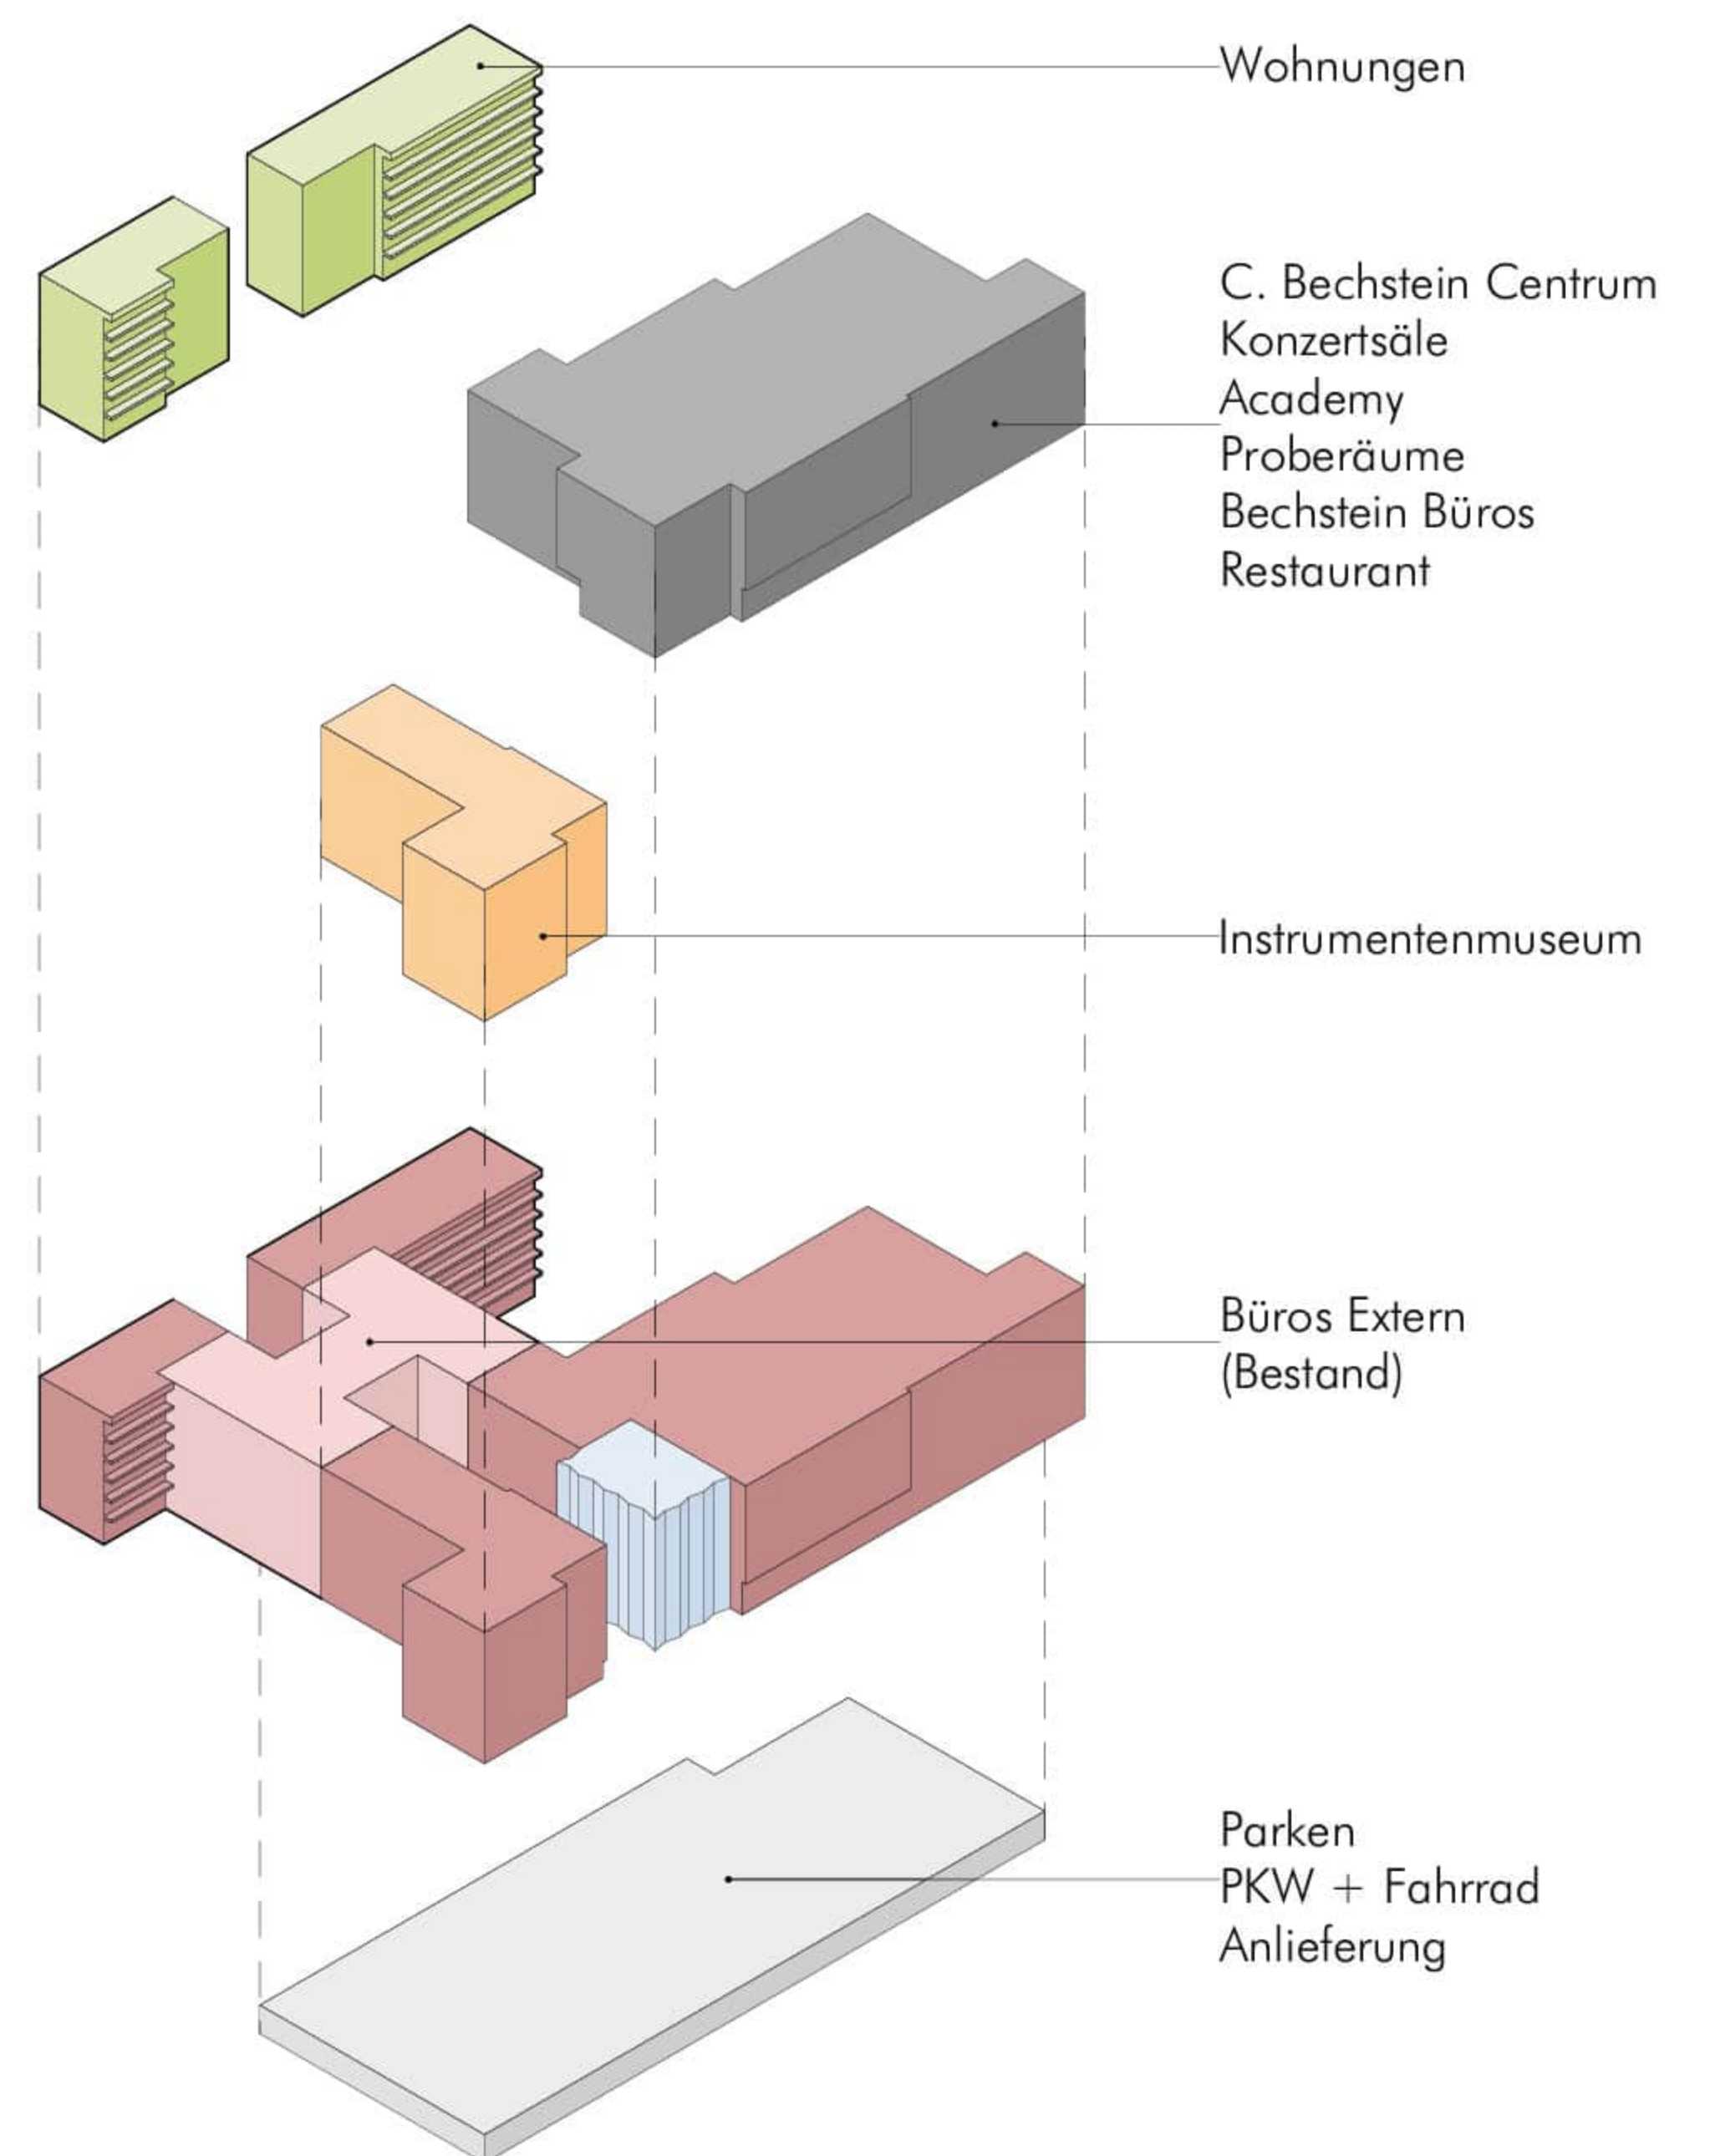 Wohnungen
C. Bechstein Centrum
Konzertsäle
Academy
Proberäume
Bechstein Büros
Restaurant
Instrumentenmuseum
Büros Extern
(Bestand)
Parken
PKW + Fahrrad
Anlieferung